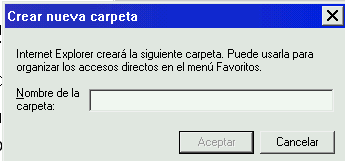 Crear nueva carpeta
Internet Explorer creará la siguiente carpeta. Puede usarla para
organizar los accesos directos en el menú Favoritos.
Nombre de la
carpeta:
Aceptar
Cancelar